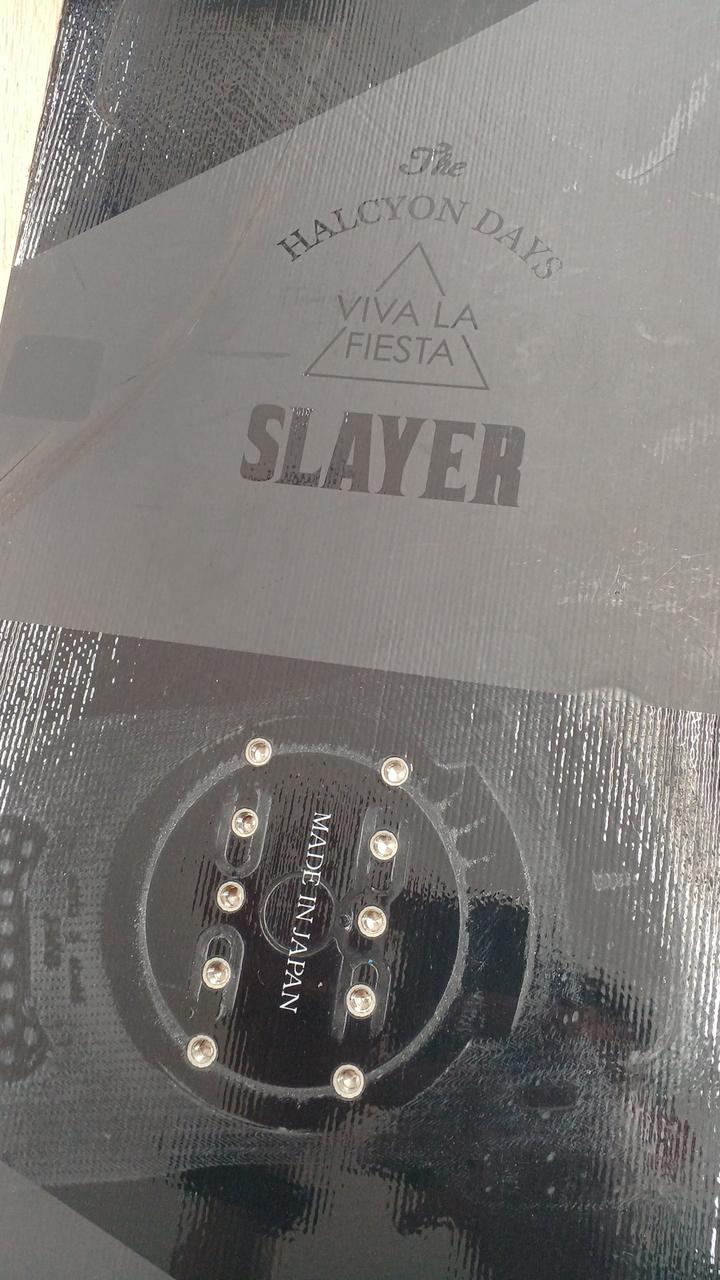 The
HALCYON DAYS
VIVA LA
FIESTA
SLAYER
MADE IN JAPAN